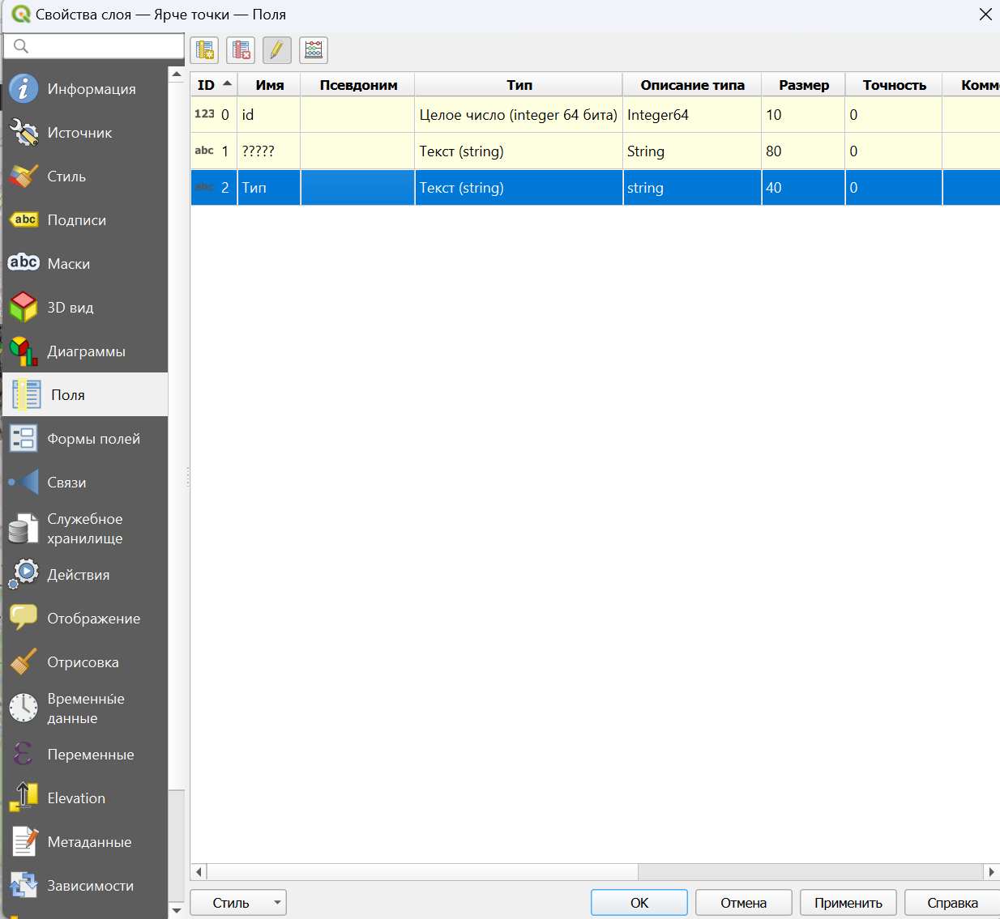 Свойства слоя — Ярче точки — Поля
Информация
Источник
Стиль
abc Подписи
abc Маски
3D вид
Диаграммы
Поля
Формы полей
Связи
Служебное
хранилище
Действия
Отображение
Отрисовка
Временны́е
данные
Переменные
Elevation
Метаданные
Зависимости
ID Имя Псевдоним Тип Описание типа Размер Точность Комм
123 0 id Целое число (integer 64 бита) Integer64 10 0
abc 1 ????? Текст (string) String 80 0
abc 2 Тип Текст (string) string 40 0
Стиль OK Отмена Применить Справка